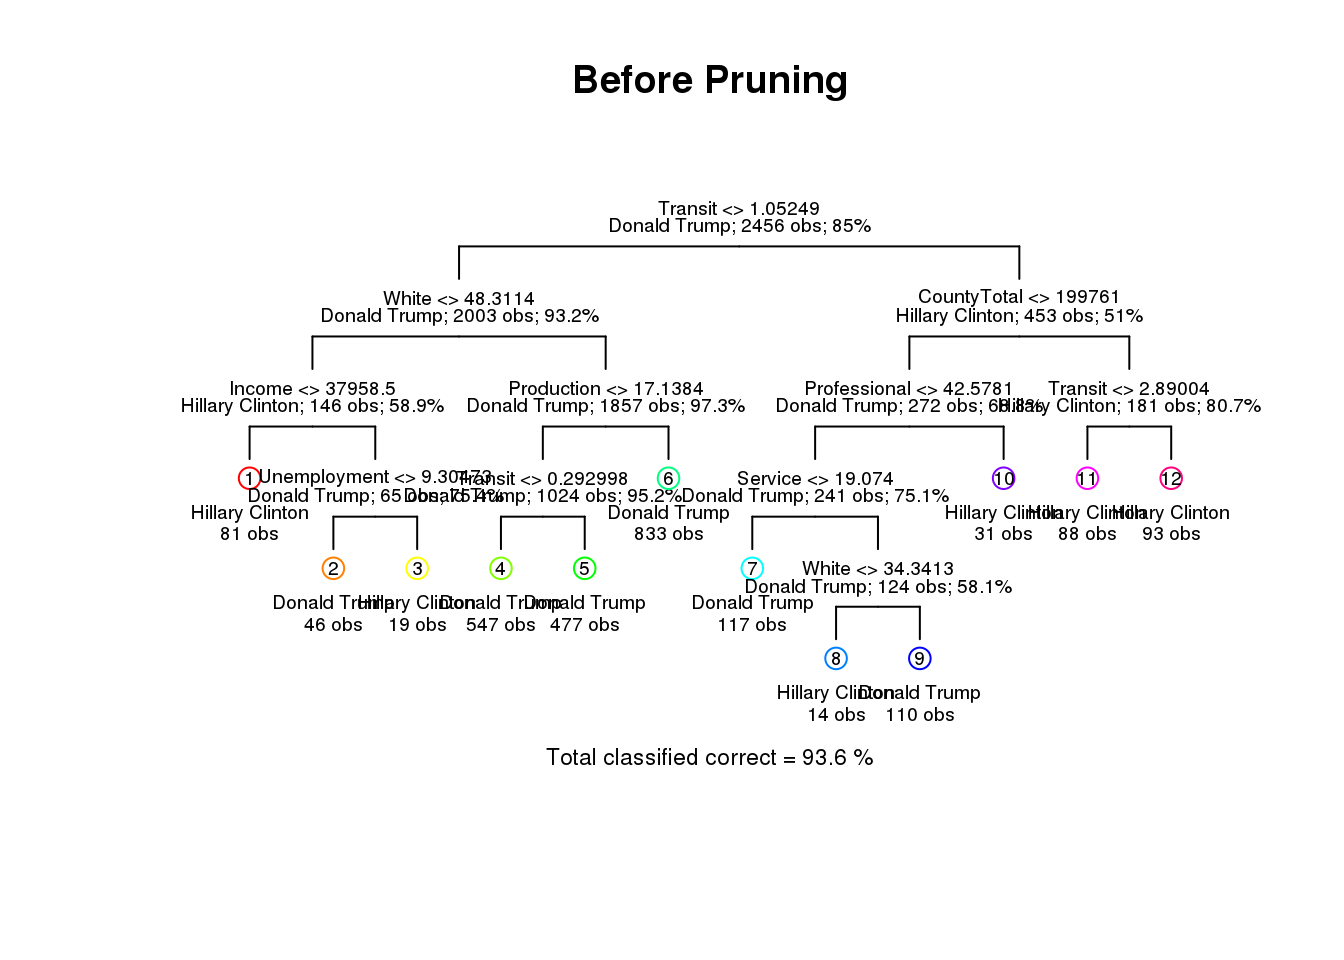 Before Pruning
Transit <> 1.05249
Donald Trump; 2456 obs; 85%
White <> 48.3114
Donald Trump; 2003 obs; 93.2%
CountyTotal <> 199761
Hillary Clinton; 453 obs; 51%
Income <> 37958.5
Hillary Clinton; 146 obs; 58.9%
Production <> 17.1384
Donald Trump; 1857 obs; 97.3%
Professional <> 42.5781
Donald Trump; 272 obs;
Transit <> 2.89004
Hillary Clinton; 181 obs; 80.7%
1
Hillary Clinton
81 obs
Unemployment <> 9.30473
Donald Trump; 65 obs; 75.4%
Transit <> 0.292998
Donald Trump; 1024 obs; 95.2%
6
Donald Trump
833 obs
Service <> 19.074
Donald Trump; 241 obs; 75.1%
10
Hillary Clinton
31 obs
11
Hillary Clinton
88 obs
12
Hillary Clinton
93 obs
2
Donald Trump
46 obs
3
Hillary Clinton
19 obs
4
Donald Trump
547 obs
5
Donald Trump
477 obs
7
Donald Trump
117 obs
White <> 34.3413
Donald Trump; 124 obs; 58.1%
8
Hillary Clinton
14 obs
9
Donald Trump
110 obs
Total classified correct = 93.6 %